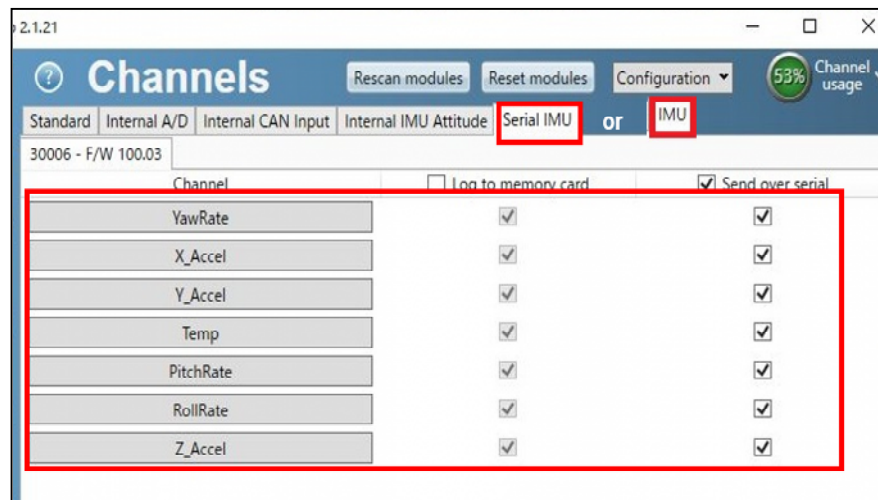 2.1.21
? Channels Rescan modules Reset modules Configuration 53% Channel usage
Standard Internal A/D Internal CAN Input Internal IMU Attitude Serial IMU or IMU
30006 - F/W 100.03
Channel Log to memory card Send over serial
YawRate
X_Accel
Y_Accel
Temp
PitchRate
RollRate
Z_Accel